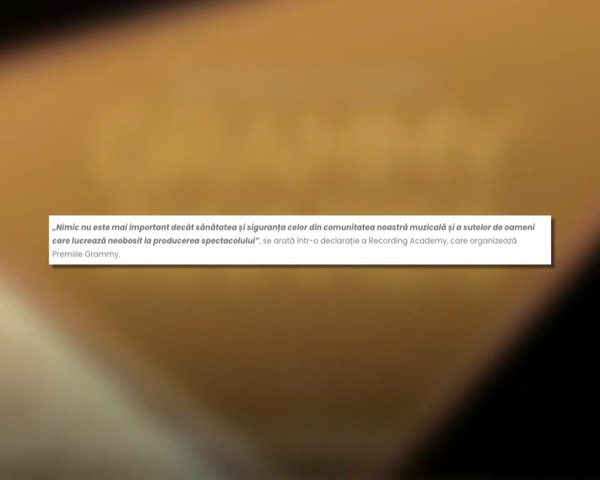 „Nimic nu este mai important decât sănătatea și siguranța celor din comunitatea noastră muzicală și a sutelor de oameni
care lucrează neobosit la producerea spectacolului”, se arată într-o declarație a Recording Academy, care organizează
Premiile Grammy.